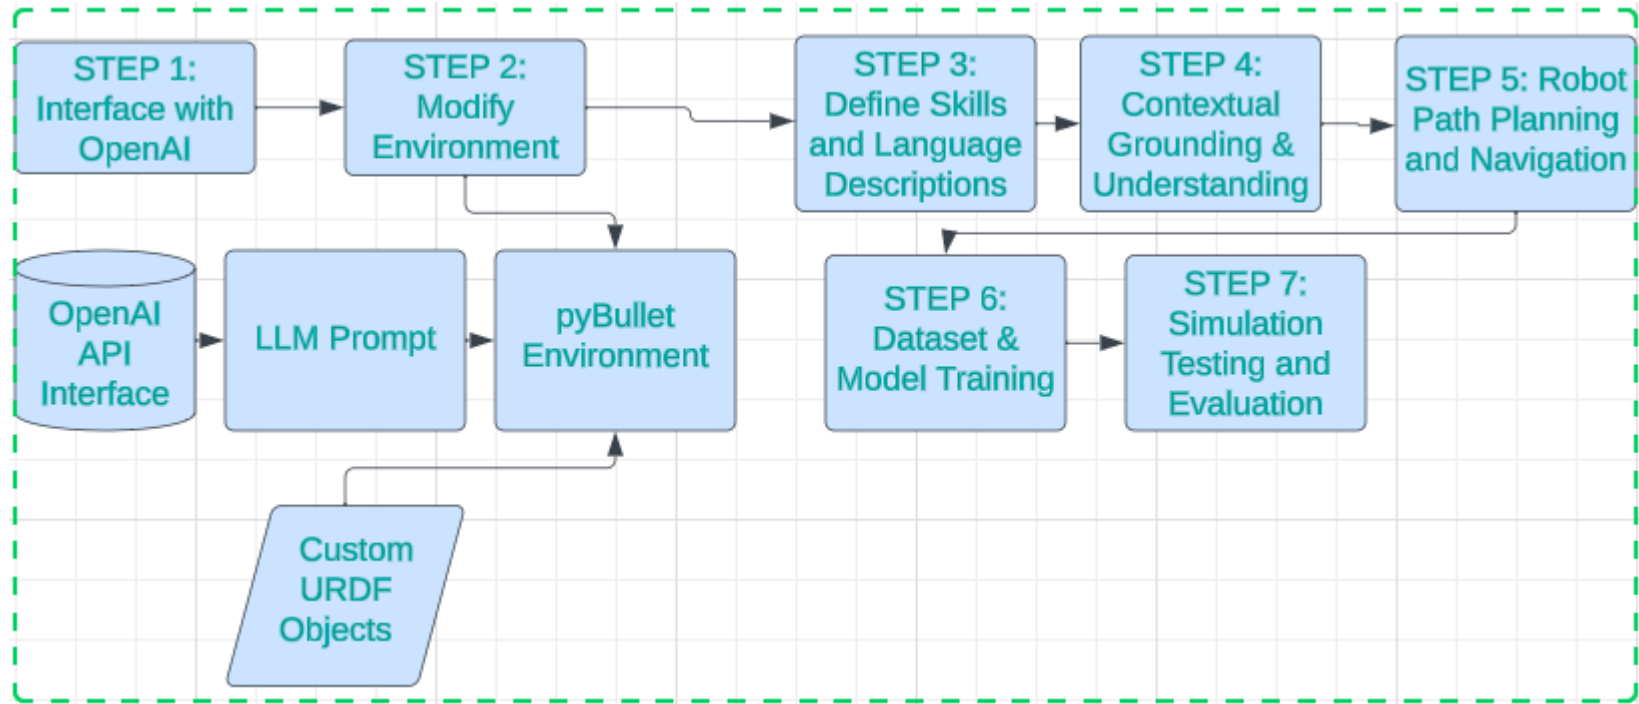 STEP 1:
Interface with
OpenAI
STEP 2:
Modify
Environment
STEP 3:
Define Skills
and Language
Descriptions
STEP 4:
Contextual
Grounding &
Understanding
STEP 5: Robot
Path Planning
and Navigation
OpenAI
API
Interface
LLM Prompt
pyBullet
Environment
STEP 6:
Dataset &
Model Training
STEP 7:
Simulation
Testing and
Evaluation
Custom
URDF
Objects